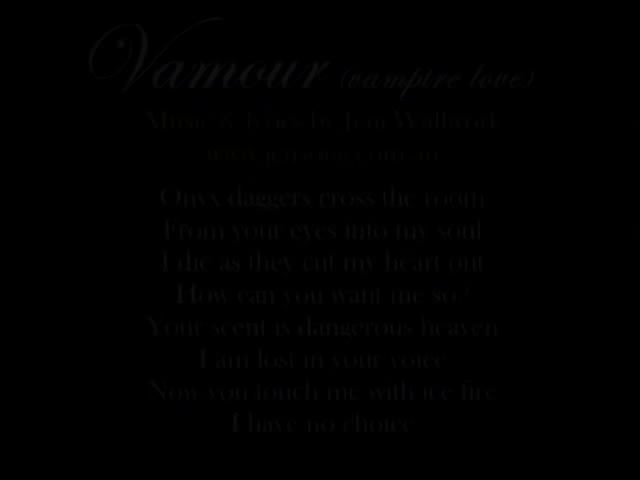 Vamour (vampire love)
Music & lyrics by Jeni
Onyx daggers cross the room
From your eyes into my soul
I die as they cut my heart out
How can you want me so?
Your scent is dangerous heaven
I am lost in your voice
Now you touch me with ice fire
I have no choice